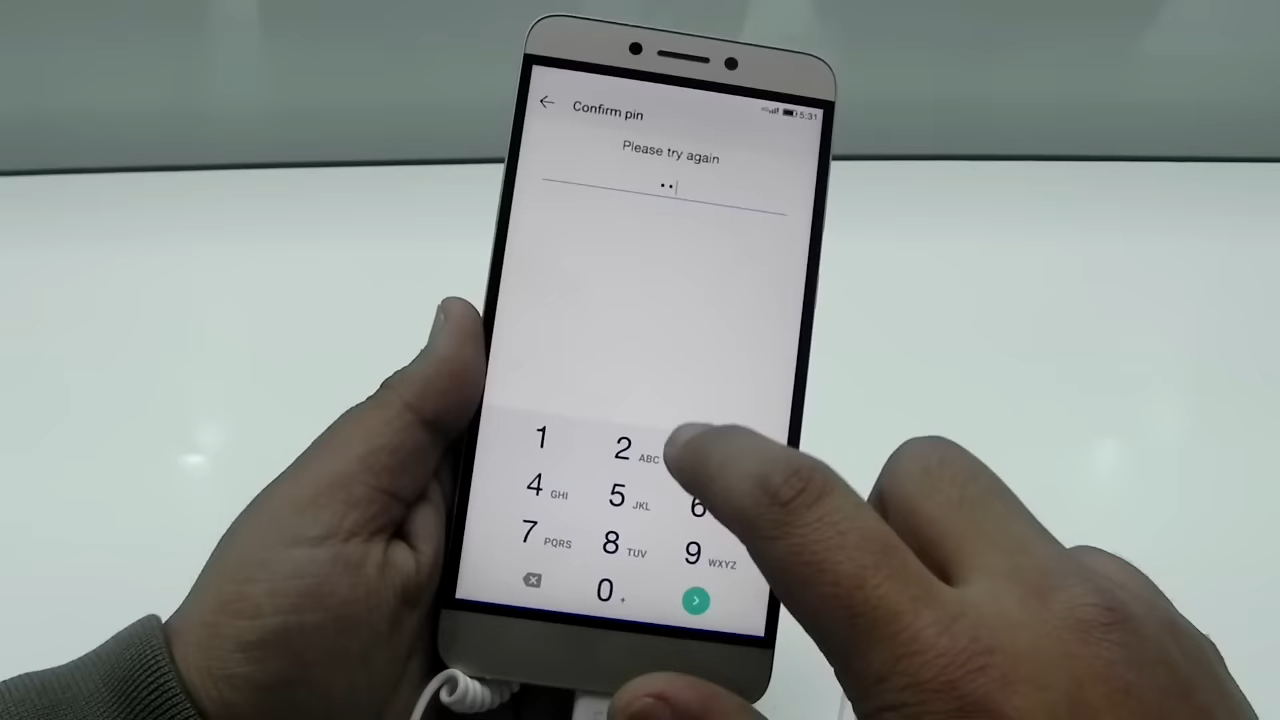 Confirm pin
5:31
Please try again
1
2 ABC
4 GHI
5 JKL
6
7 PQRS
8 TUV
9 WXYZ
0 +